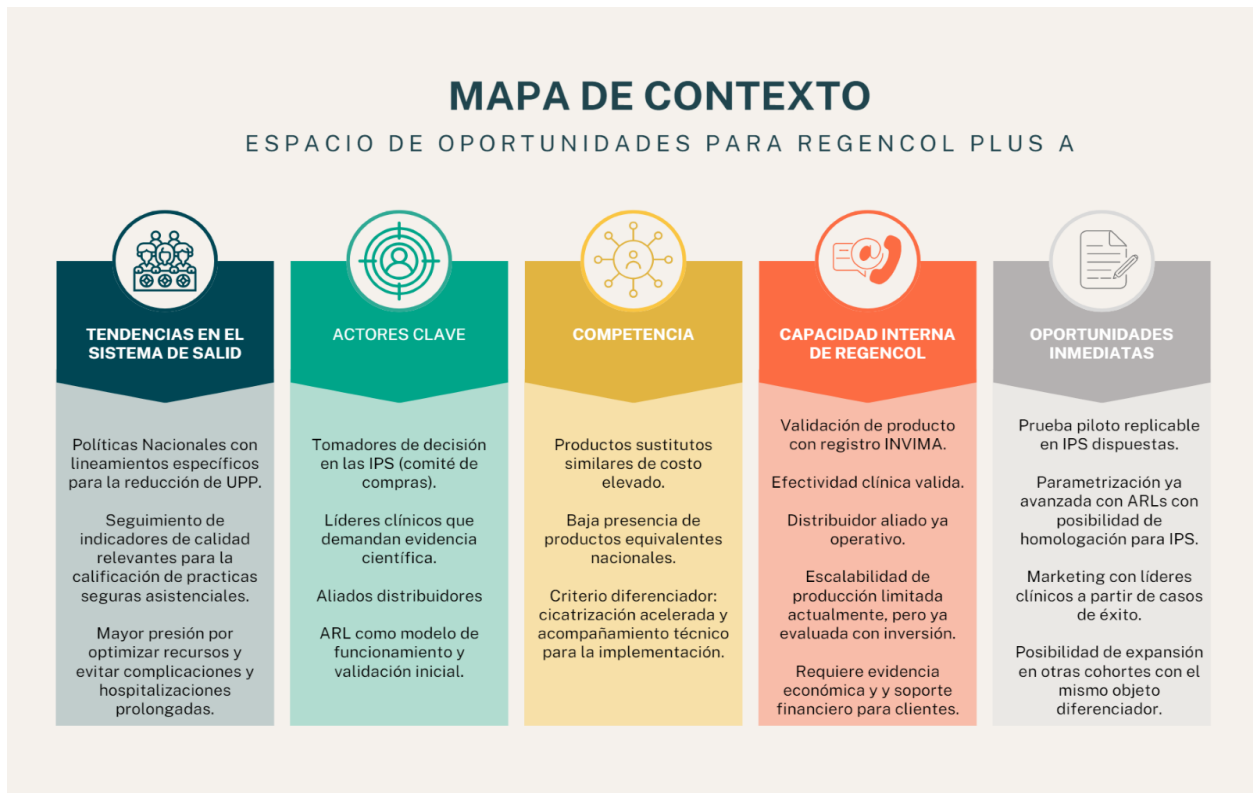 MAPA DE CONTEXTO
ESPACIO DE OPORTUNIDADES PARA REGENCOL PLUS A
TENDENCIAS EN EL
SISTEMA DE SALID
Políticas Nacionales con
lineamientos específicos
para la reducción de UPP.
Seguimiento de
indicadores de calidad
relevantes para la
calificación de practicas
seguras asistenciales.
Mayor presión por
optimizar recursos y
evitar complicaciones y
hospitalizaciones
prolongadas.
ACTORES CLAVE
Tomadores de decisión
en las IPS (comité de
compras).
Líderes clínicos que
demandan evidencia
científica.
Aliados distribuidores
ARL como modelo de
funcionamiento y
validación inicial.
COMPETENCIA
Productos sustitutos
similares de costo
elevado.
Baja presencia de
productos equivalentes
nacionales.
Criterio diferenciador:
cicatrización acelerada y
acompañamiento técnico
para la implementación.
CAPACIDAD INTERNA
DE REGENCOL
Validación de producto
con registro INVIMA.
Efectividad clínica valida.
Distribuidor aliado ya
operativo.
Escalabilidad de
producción limitada
actualmente, pero ya
evaluada con inversión.
Requiere evidencia
económica y y soporte
financiero para clientes.
OPORTUNIDADES
INMEDIATAS
Prueba piloto replicable
en IPS dispuestas.
Parametrización ya
avanzada con ARLs con
posibilidad de
homologación para IPS.
Marketing con líderes
clínicos a partir de casos
de éxito.
Posibilidad de expansión
en otras cohortes con el
mismo objeto
diferenciador.